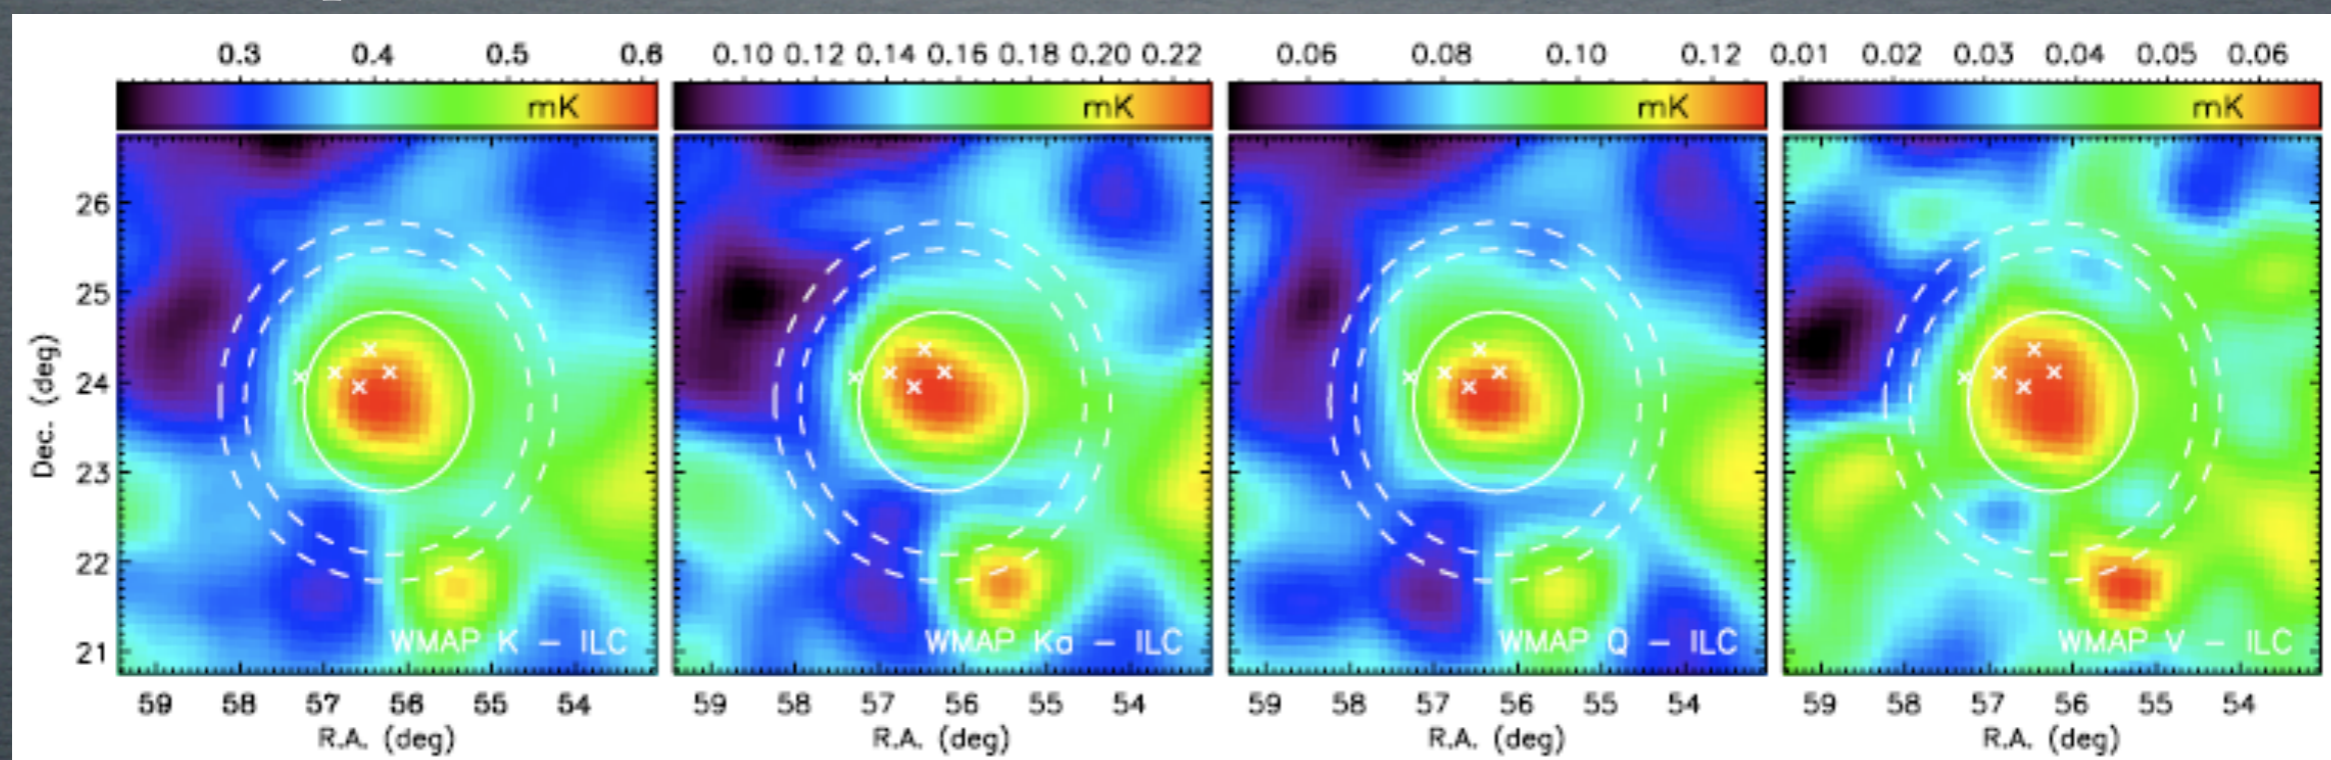 0.3 0.4 0.5 0.6
0.10 0.12 0.14 0.16 0.18 0.20 0.22
0.06 0.08 0.10 0.12
0.01 0.02 0.03 0.04 0.05 0.06
mK
mK
mK
mK
Dec. (deg)
26
25
24
23
22
21
WMAP K - ILC
WMAP Ka - ILC
WMAP Q - ILC
WMAP V - ILC
59 58 57 56 55 54
59 58 57 56 55 54
59 58 57 56 55 54
59 58 57 56 55 54
R.A. (deg)
R.A. (deg)
R.A. (deg)
R.A. (deg)